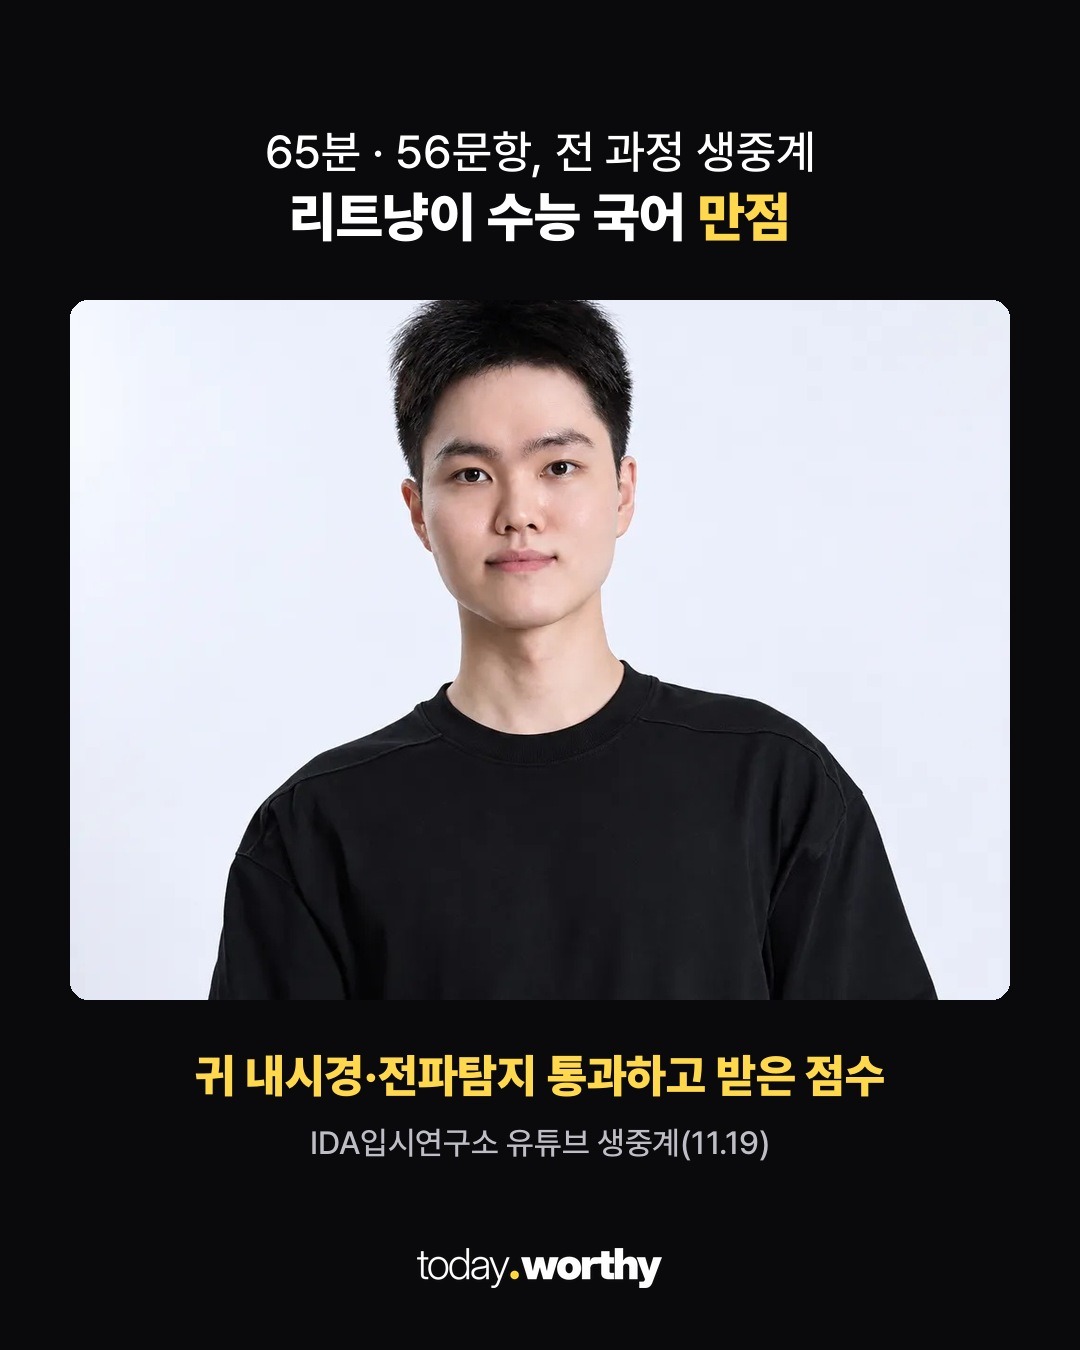 65분 · 56문항, 전 과정 생중계
리트냥이 수능 국어 만점
귀 내시경·전파탐지 통과하고 받은 점수
IDA입시연구소 유튜브 생중계(11.19)
today.worthy